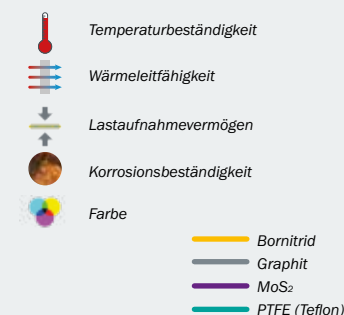 Temperaturbeständigkeit
Wärmeleitfähigkeit
Lastaufnahmevermögen
Korrosionsbeständigkeit
Farbe
Bornitrid
Graphit
MoS₂
PTFE (Teflon)